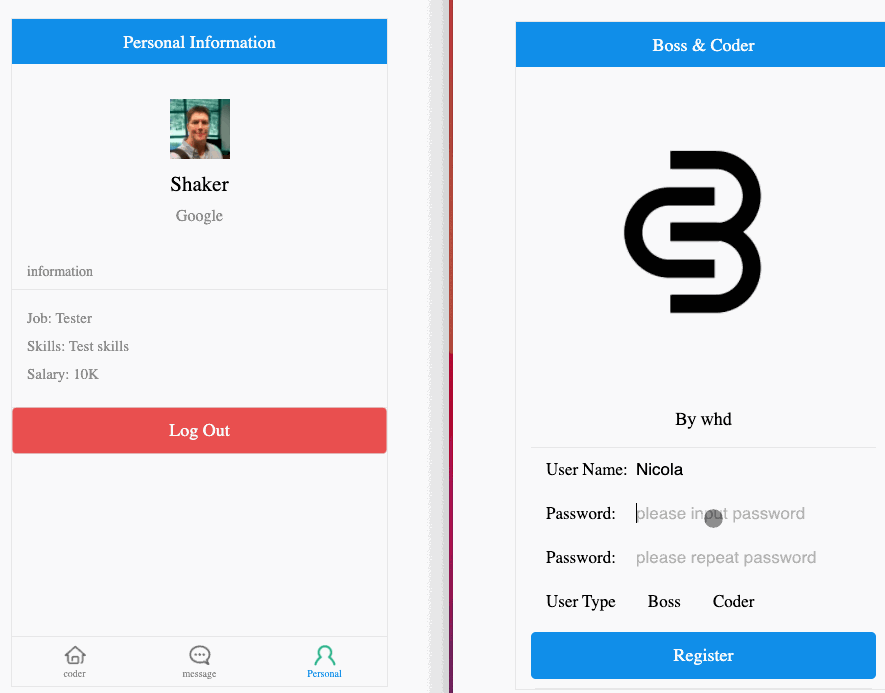 Personal Information
Shaker
Google
information
Job: Tester
Skills: Test skills
Salary: 10K
Log Out
coder
message
Personal
Boss & Coder
By whd
User Name: Nicola
Password: please input password
Password: please repeat password
User Type Boss Coder
Register